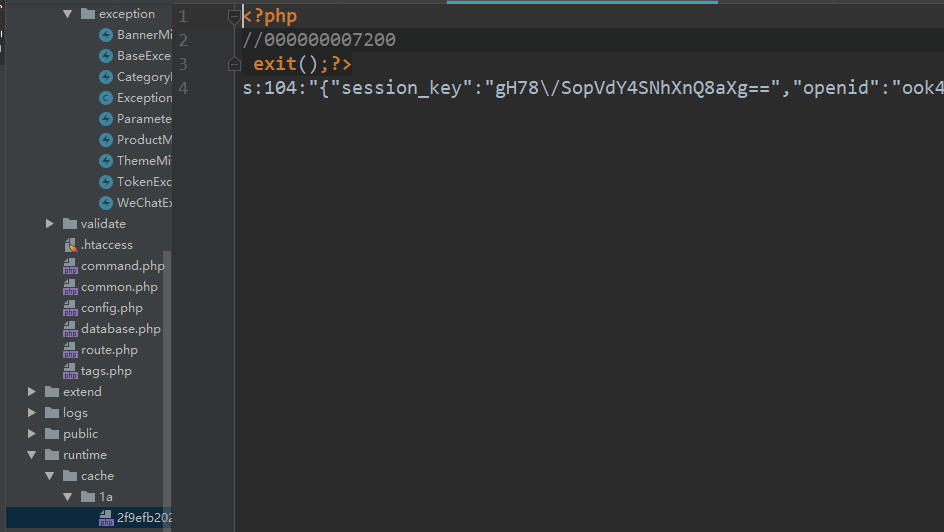 exception
BannerMi
BaseExce
Category
Exception
Paramete
ProductM
ThemeMi
TokenExc
WeChatEx
validate
.htaccess
command.php
common.php
config.php
database.php
route.php
tags.php
extend
logs
public
runtime
cache
1a
2f9efb202
1 <?php
2 //000000007200
3 exit();?>
4 s:104:"{"session_key":"gH78\/SopVdY4SNhXnQ8aXg==","openid":"ook4